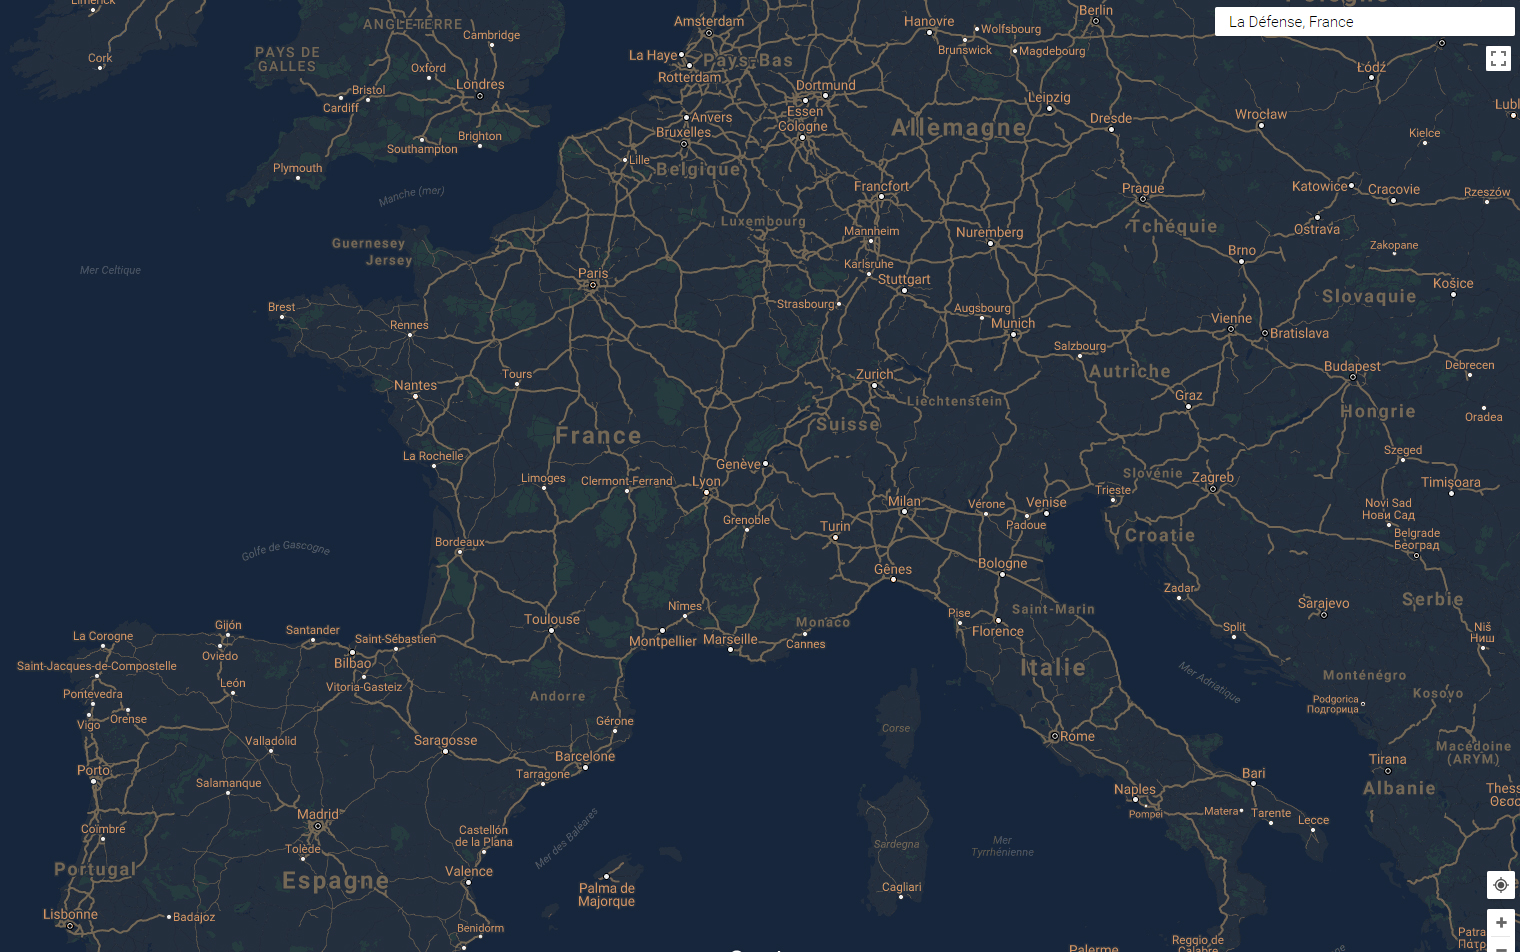 Limerick
ANGLETERRE
Cambridge
Amsterdam
Hanovre
Wolfsbourg
Berlin
La Défense, France
Cork
PAYS DE
GALLES
Oxford
La Haye
Pays-Bas
Brunswick
Magdebourg
Łódź
Bristol
Londres
Rotterdam
Dortmund
Leipzig
Cardiff
Anvers
Essen
Dresde
Wrocław
Brighton
Bruxelles
Cologne
Allemagne
Kielce
Southampton
Lille
Belgique
Plymouth
Manche (mer)
Francfort
Prague
Katowice
Cracovie
Rzeszów
Luxembourg
Mannheim
Nuremberg
Tchéquie
Ostrava
Guernesey
Jersey
Brno
Zakopane
Mer Celtique
Paris
Karlsruhe
Stuttgart
Slovaquie
Košice
Brest
Strasbourg
Augsbourg
Munich
Vienne
Bratislava
Rennes
Salzbourg
Tours
Nantes
Zurich
Autriche
Budapest
Debrecen
Liechtenstein
Graz
Hongrie
Oradea
France
Suisse
La Rochelle
Genève
Szeged
Limoges
Clermont-Ferrand
Lyon
Slovénie
Zagreb
Timișoara
Trieste
Grenoble
Turin
Milan
Vérone
Venise
Padoue
Novi Sad
Нови Сад
Croatie
Belgrade
Београд
Bordeaux
Golfe de Gascogne
Gênes
Bologne
Zadar
Sarajevo
Serbie
Nîmes
Toulouse
Monaco
Pise
Saint-Marin
Florence
Split
Niš
Ниш
La Corogne
Gijón
Santander
Saint-Sébastien
Montpellier
Marseille
Cannes
Oviedo
Bilbao
Saint-Jacques-de-Compostelle
Vitoria-Gasteiz
León
Andorre
Italie
Mer Adriatique
Monténégro
Kosovo
Pontevedra
Vigo
Orense
Gérone
Corse
Podgorica
Подгорица
Valladolid
Saragosse
Barcelone
Rome
Macédoine
(ARYM)
Tirana
Porto
Salamanque
Tarragone
Bari
Albanie
Naples
Pompéi
Matera
Tarente
Lecce
Madrid
Coïmbre
Castellón
de la Plana
Mer des Baléares
Sardegna
Mer
Tyrrhénienne
Tolède
Portugal
Espagne
Valence
Palma de
Majorque
Cagliari
Lisbonne
Badajoz
Benidorm
Palerme
Reggio de
Calabre